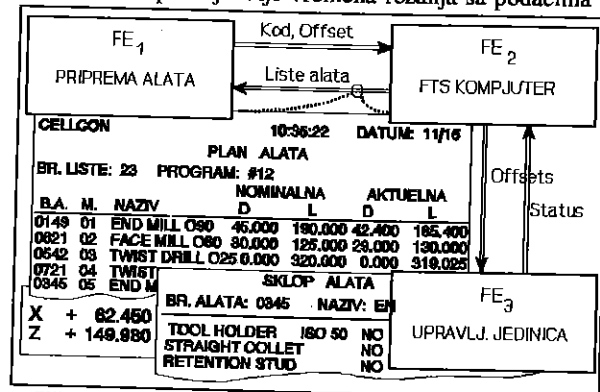 FE1
PRIPREMA ALATA
Kod, Offset
Liste alata
FE2
FTS KOMPJUTER
CELLCON 10:35:22 DATUM: 11/16
PLAN ALATA
BR. LISTE: 23 PROGRAM: #12
NOMINALNA AKTUELNA
B.A. M. NAZIV D L D L
0149 01 END MILL O90 45.000 190.000 42.400 185.400
0621 02 FACE MILL O80 30.000 125.000 29.000 130.000
0542 03 TWIST DRILL O25 0.000 320.000 0.000 319.025
0721 04 TWIST
0345 05 END M
Offsets
Status
SKLOP ALATA
BR. ALATA: 0345 NAZIV: EN
TOOL HOLDER ISO 50 NO
STRAIGHT COLLET NO
RETENTION STUD NO
X + 62.450
Z + 149.980
FE3
UPRAVLJ. JEDINICA